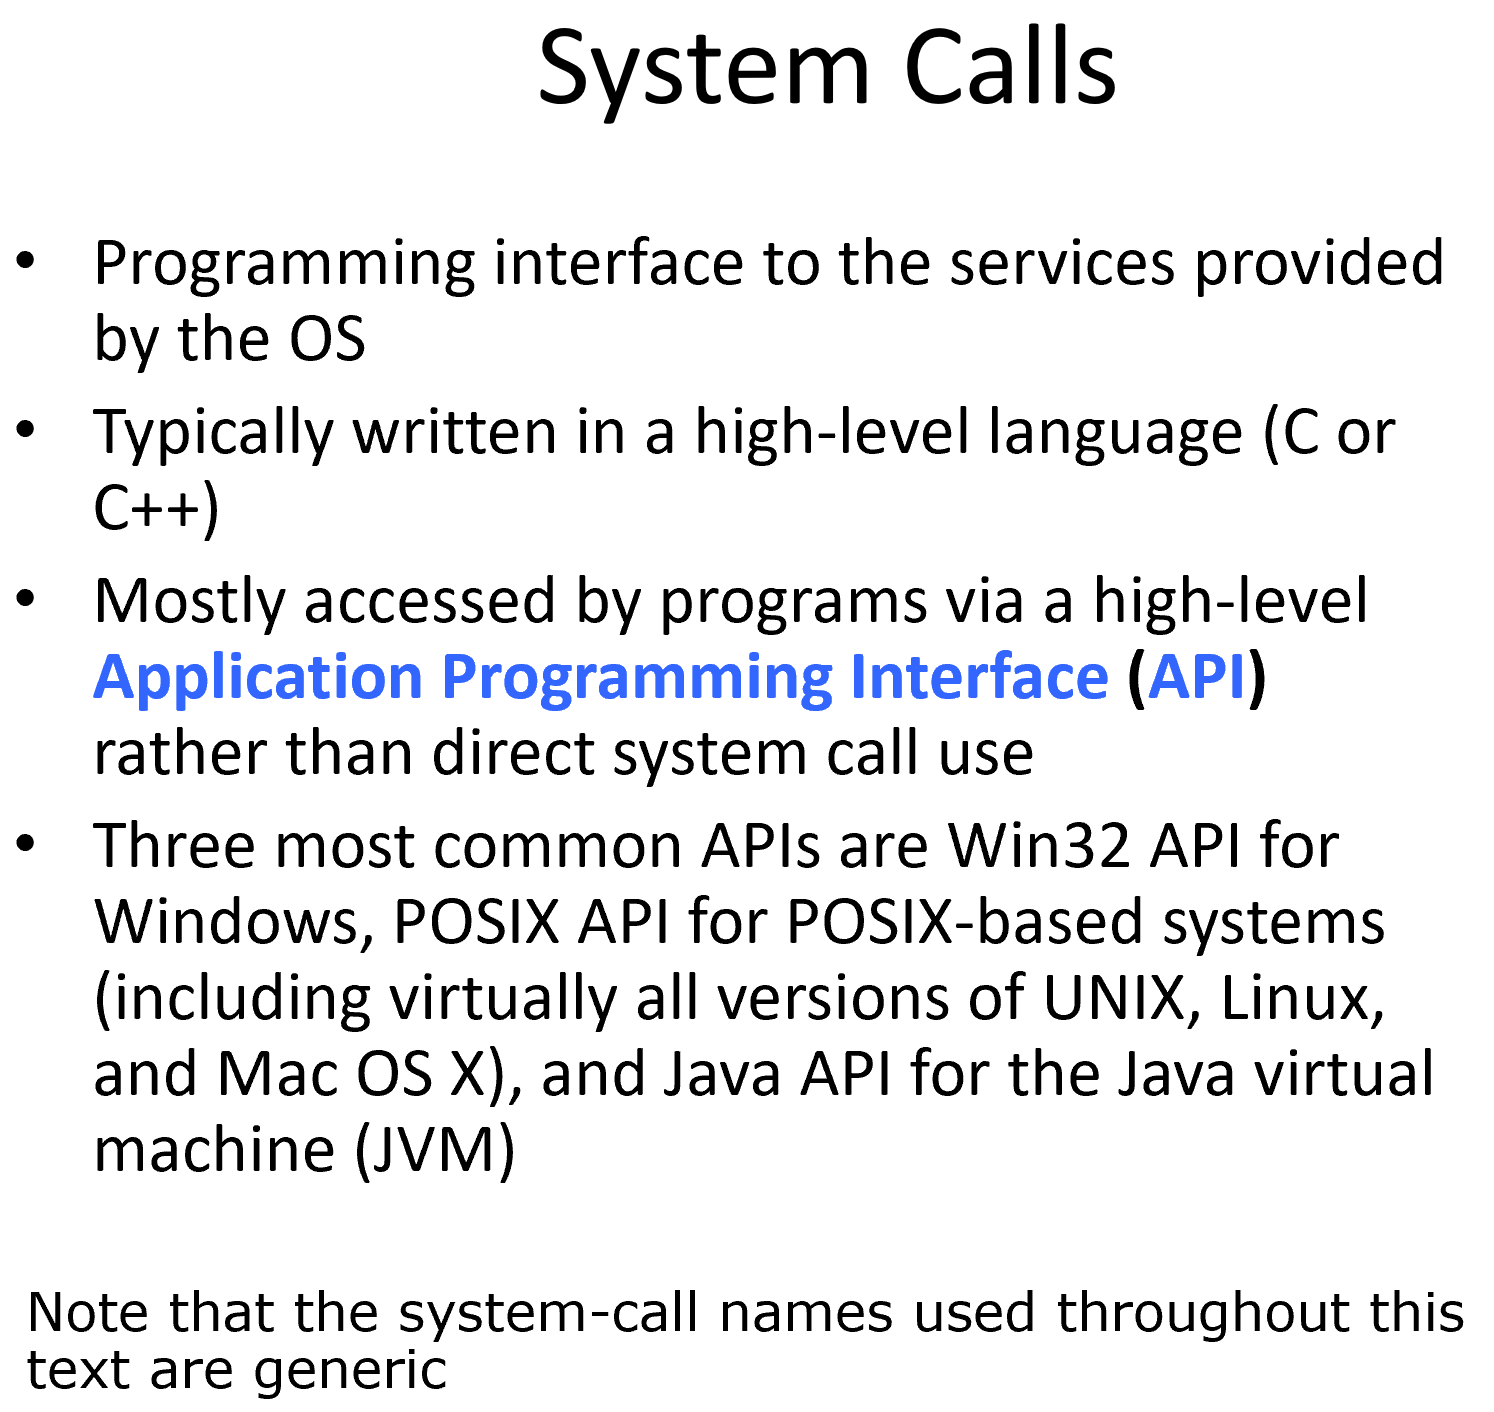 System Calls
• Programming interface to the services provided
by the OS
• Typically written in a high-level language (C or
C++)
• Mostly accessed by programs via a high-level
Application Programming Interface (API)
rather than direct system call use
• Three most common APIs are Win32 API for
Windows, POSIX API for POSIX-based systems
(including virtually all versions of UNIX, Linux,
and Mac OS X), and Java API for the Java virtual
machine (JVM)
Note that the system-call names used throughout this
text are generic